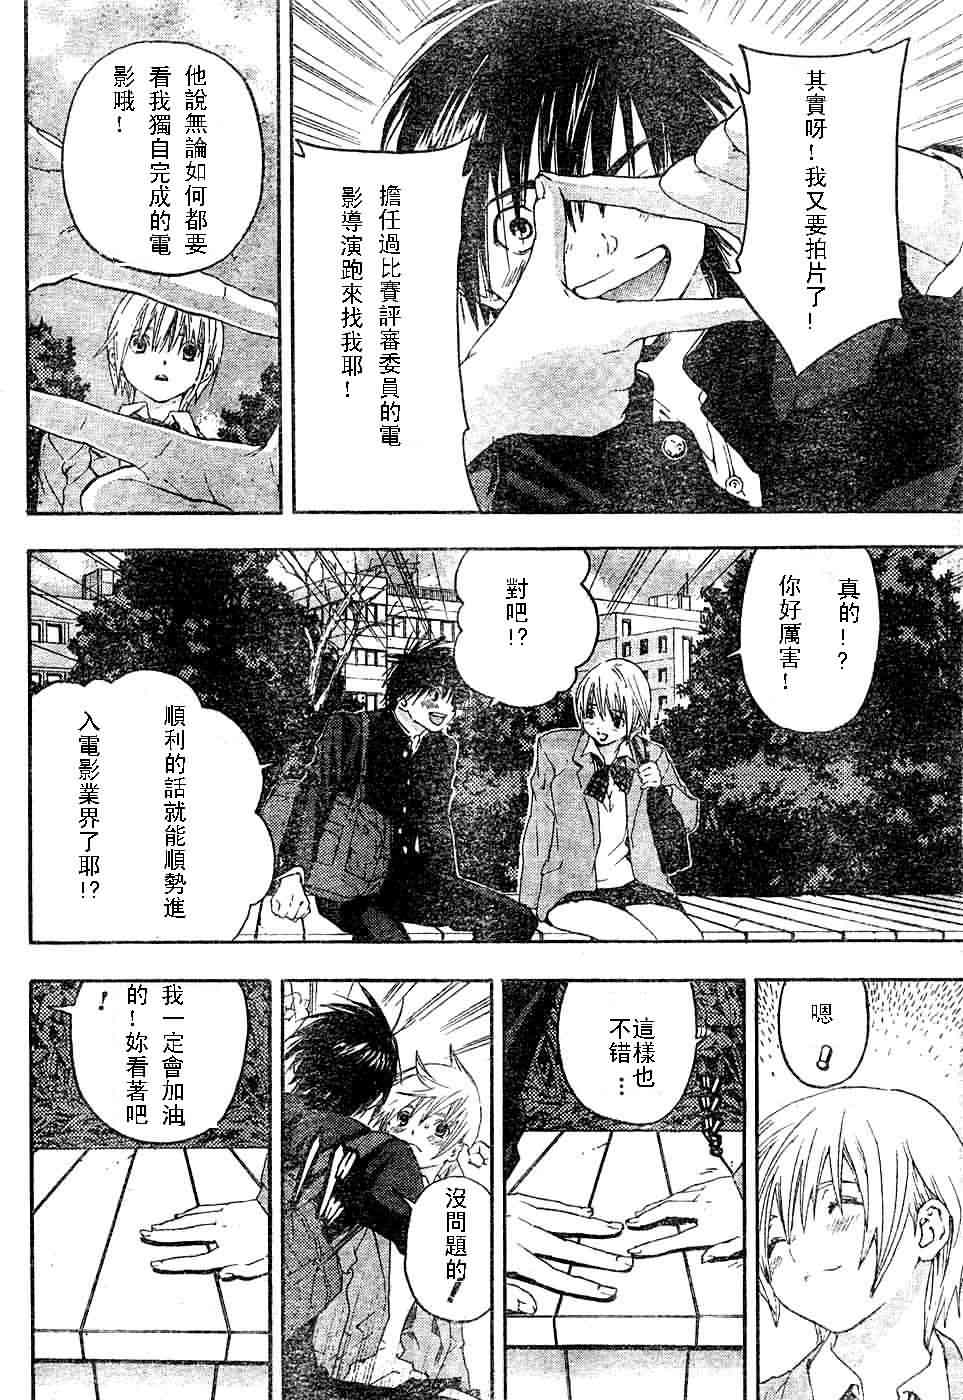 其實呀！我又要拍片了！
擔任過比賽評審委員的電
影導演跑來找我耶！
他說無論如何都要
看我獨自完成的電
影哦！
真的！？
你好厲害！
對吧！？
順利的話就能順勢進
入電影業界了耶！？
嗯！
這樣也
不错…
沒問題的！
我一定會加油
的！妳看著吧
！